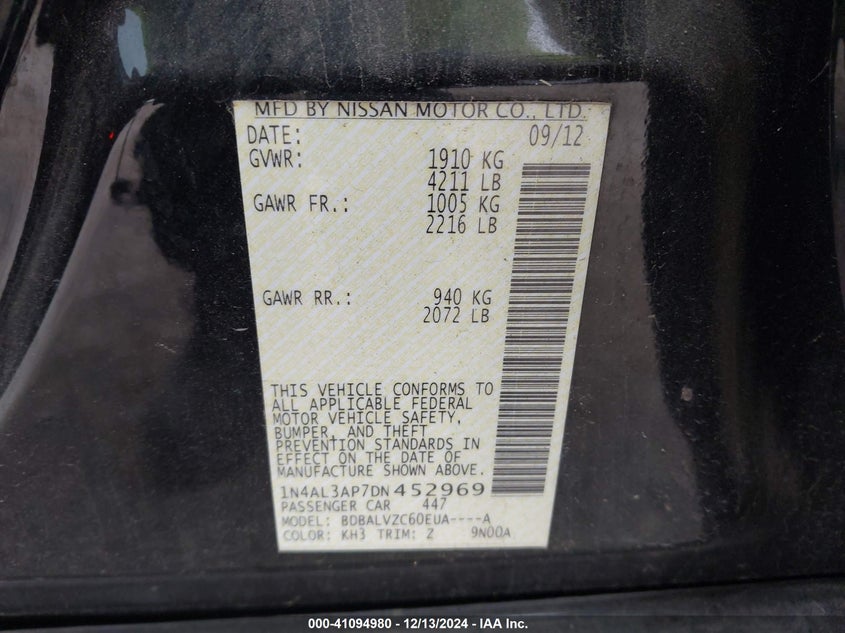 MFD BY NISSAN MOTOR CO., LTD.
DATE: 09/12
GVWR: 1910 KG
4211 LB
GAWR FR.: 1005 KG
2216 LB
GAWR RR.: 940 KG
2072 LB
THIS VEHICLE CONFORMS TO
ALL APPLICABLE FEDERAL
MOTOR VEHICLE SAFETY,
BUMPER, AND THEFT
PREVENTION STANDARDS IN
EFFECT ON THE DATE OF
MANUFACTURE SHOWN ABOVE.
1N4AL3AP7DN452969
PASSENGER CAR 447
MODEL: BDBALVZC60EUA----A
COLOR: KH3 TRIM: Z 9N00A
000-41094980 - 12/13/2024 - IAA Inc.